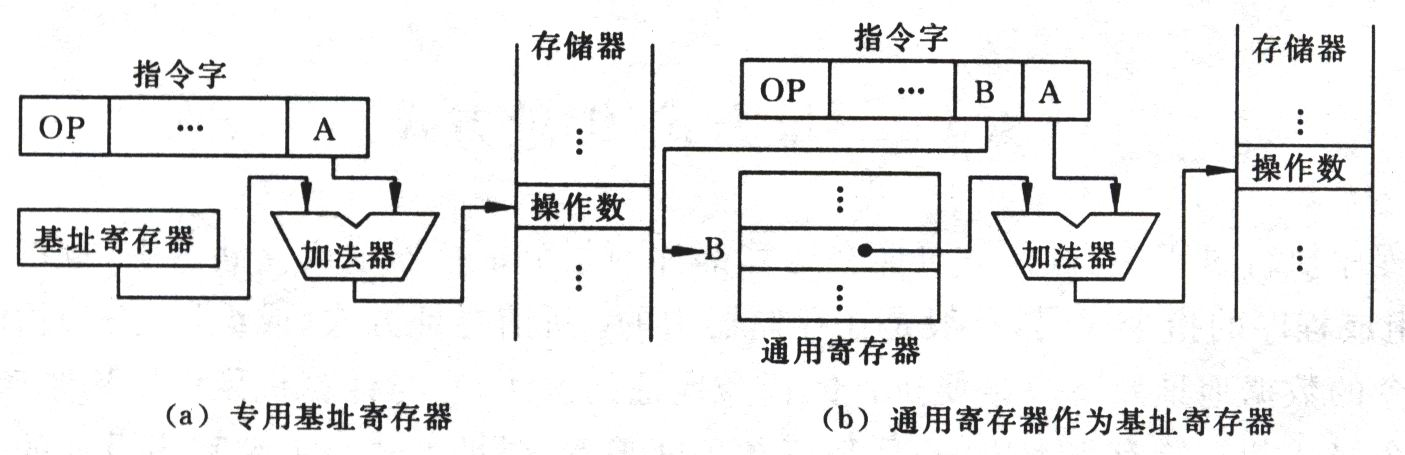 指令字
OP ··· A
基址寄存器
加法器
存储器
⋮
操作数
⋮
(a) 专用基址寄存器
指令字
OP ··· B A
B
⋮
⋮
通用寄存器
加法器
存储器
⋮
操作数
⋮
(b) 通用寄存器作为基址寄存器